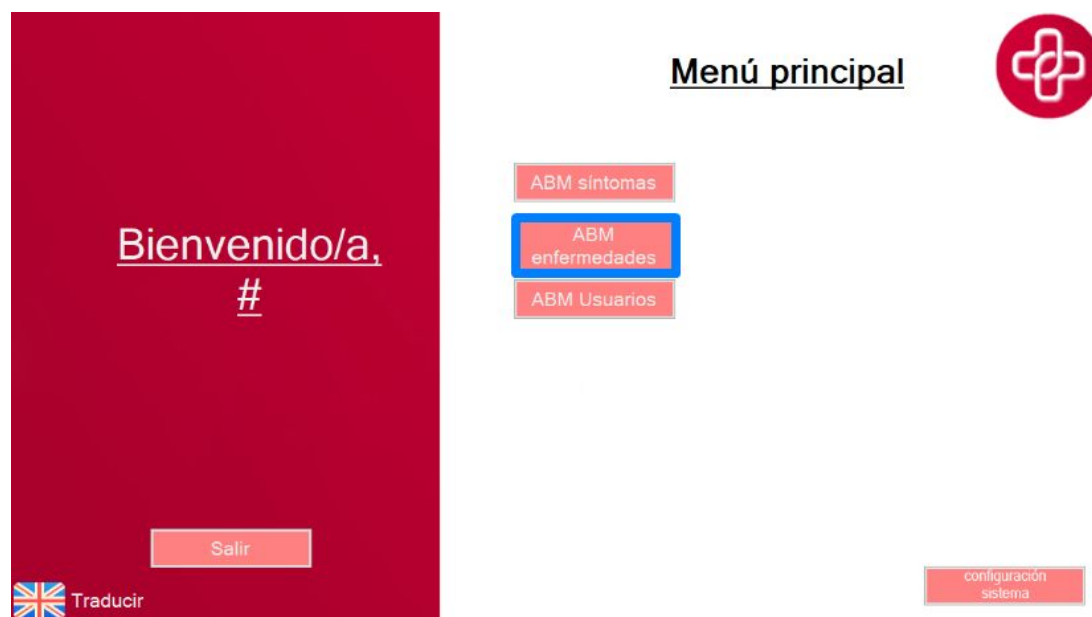 Menú principal
ABM síntomas
ABM
enfermedades
ABM Usuarios
Bienvenido/a,
#
Salir
Traducir
configuración
sistema